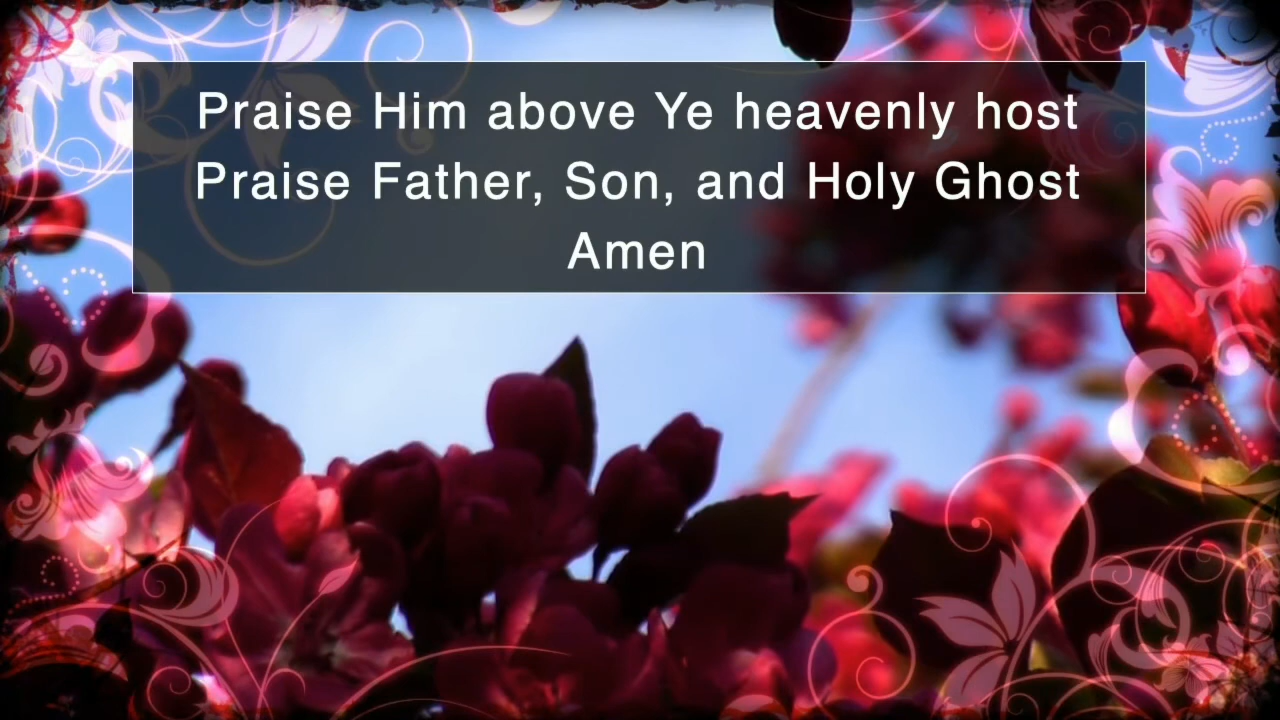 Praise Him above Ye heavenly host
Praise Father, Son, and Holy Ghost
Amen